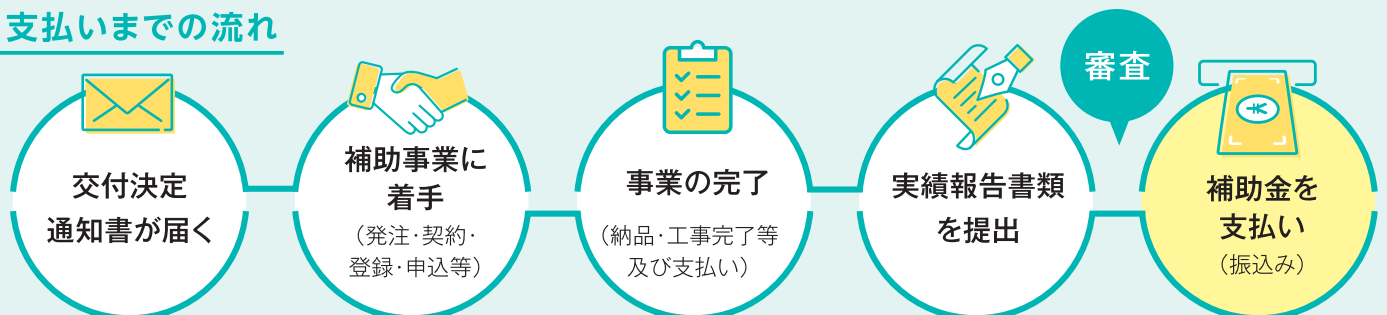 支払いまでの流れ
交付決定
通知書が届く
補助事業に
着手
（発注・契約・
登録・申込等）
事業の完了
（納品・工事完了等
及び支払い）
実績報告書類
を提出
審査
補助金を
支払い
（振込み）